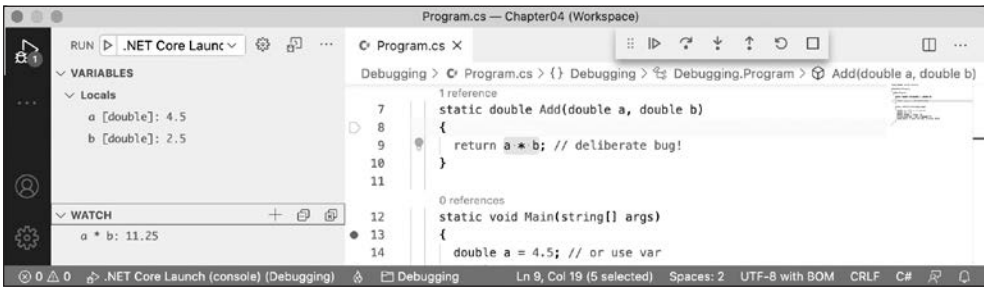 Program.cs — Chapter04 (Workspace)
RUN .NET Core Launc
VARIABLES
Locals
a [double]: 4.5
b [double]: 2.5
WATCH
a * b: 11.25
Program.cs
Debugging > Program.cs > {} Debugging > Debugging.Program > Add(double a, double b)
1 reference
7 static double Add(double a, double b)
8 {
9 return a * b; // deliberate bug!
10 }
11
0 references
12 static void Main(string[] args)
13 {
14 double a = 4.5; // or use var
1
0 0 .NET Core Launch (console) (Debugging) Debugging Ln 9, Col 19 (5 selected) Spaces: 2 UTF-8 with BOM CRLF C#